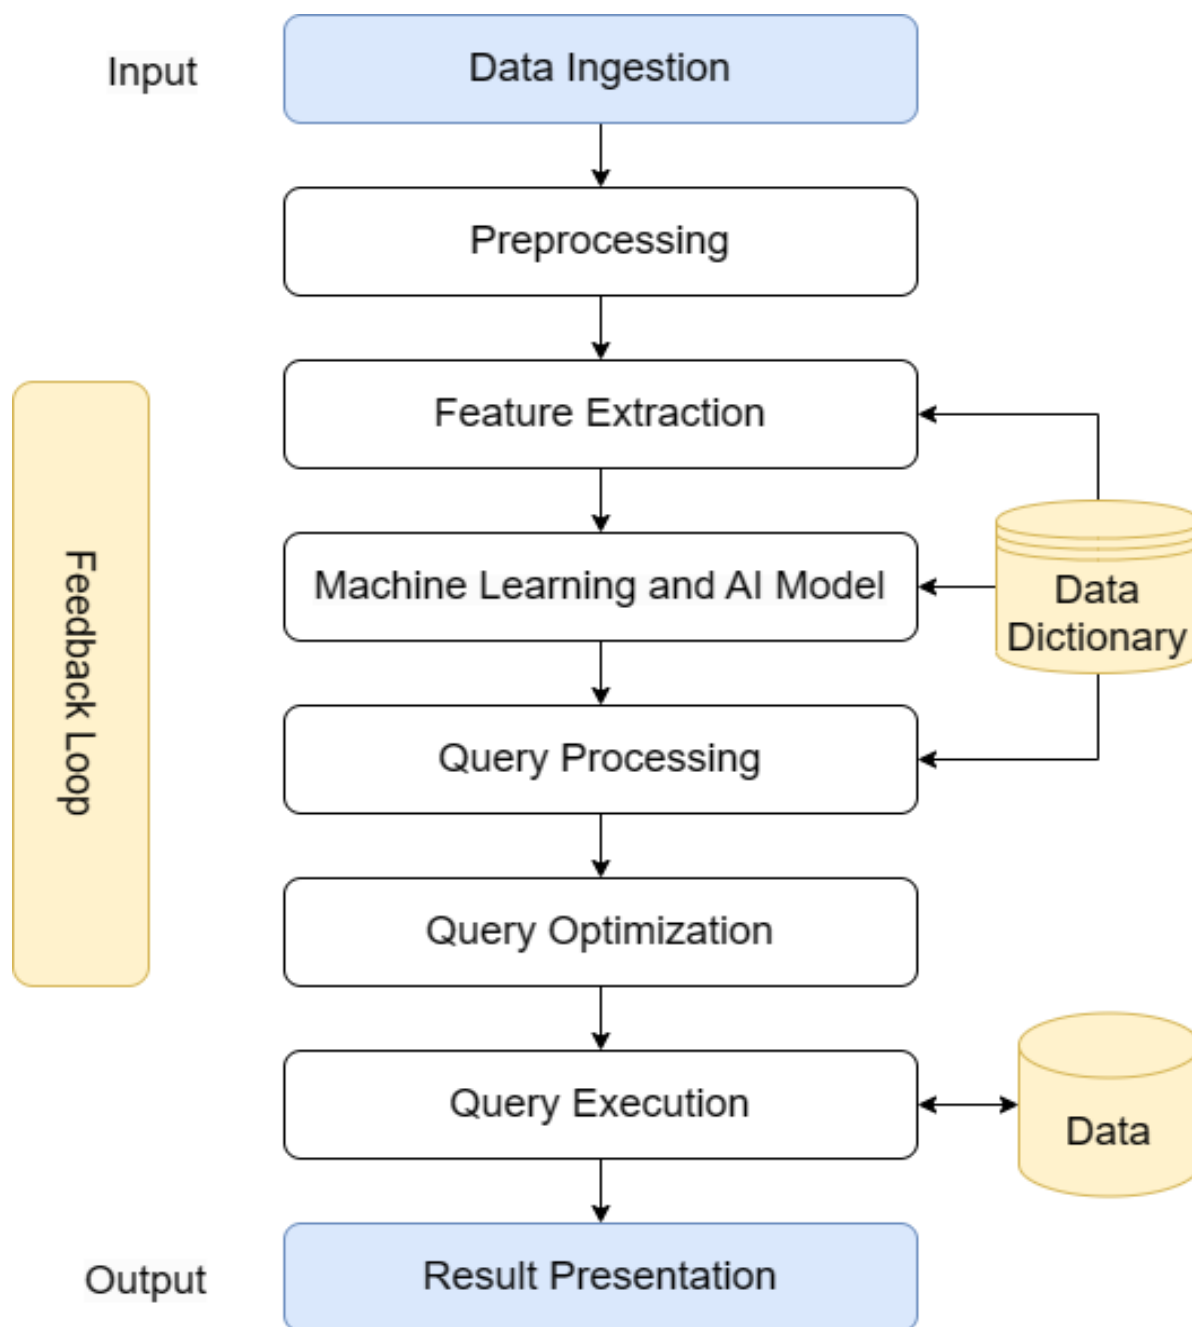 Input
Data Ingestion
Preprocessing
Feature Extraction
Machine Learning and AI Model
Data
Dictionary
Feedback Loop
Query Processing
Query Optimization
Query Execution
Data
Output
Result Presentation